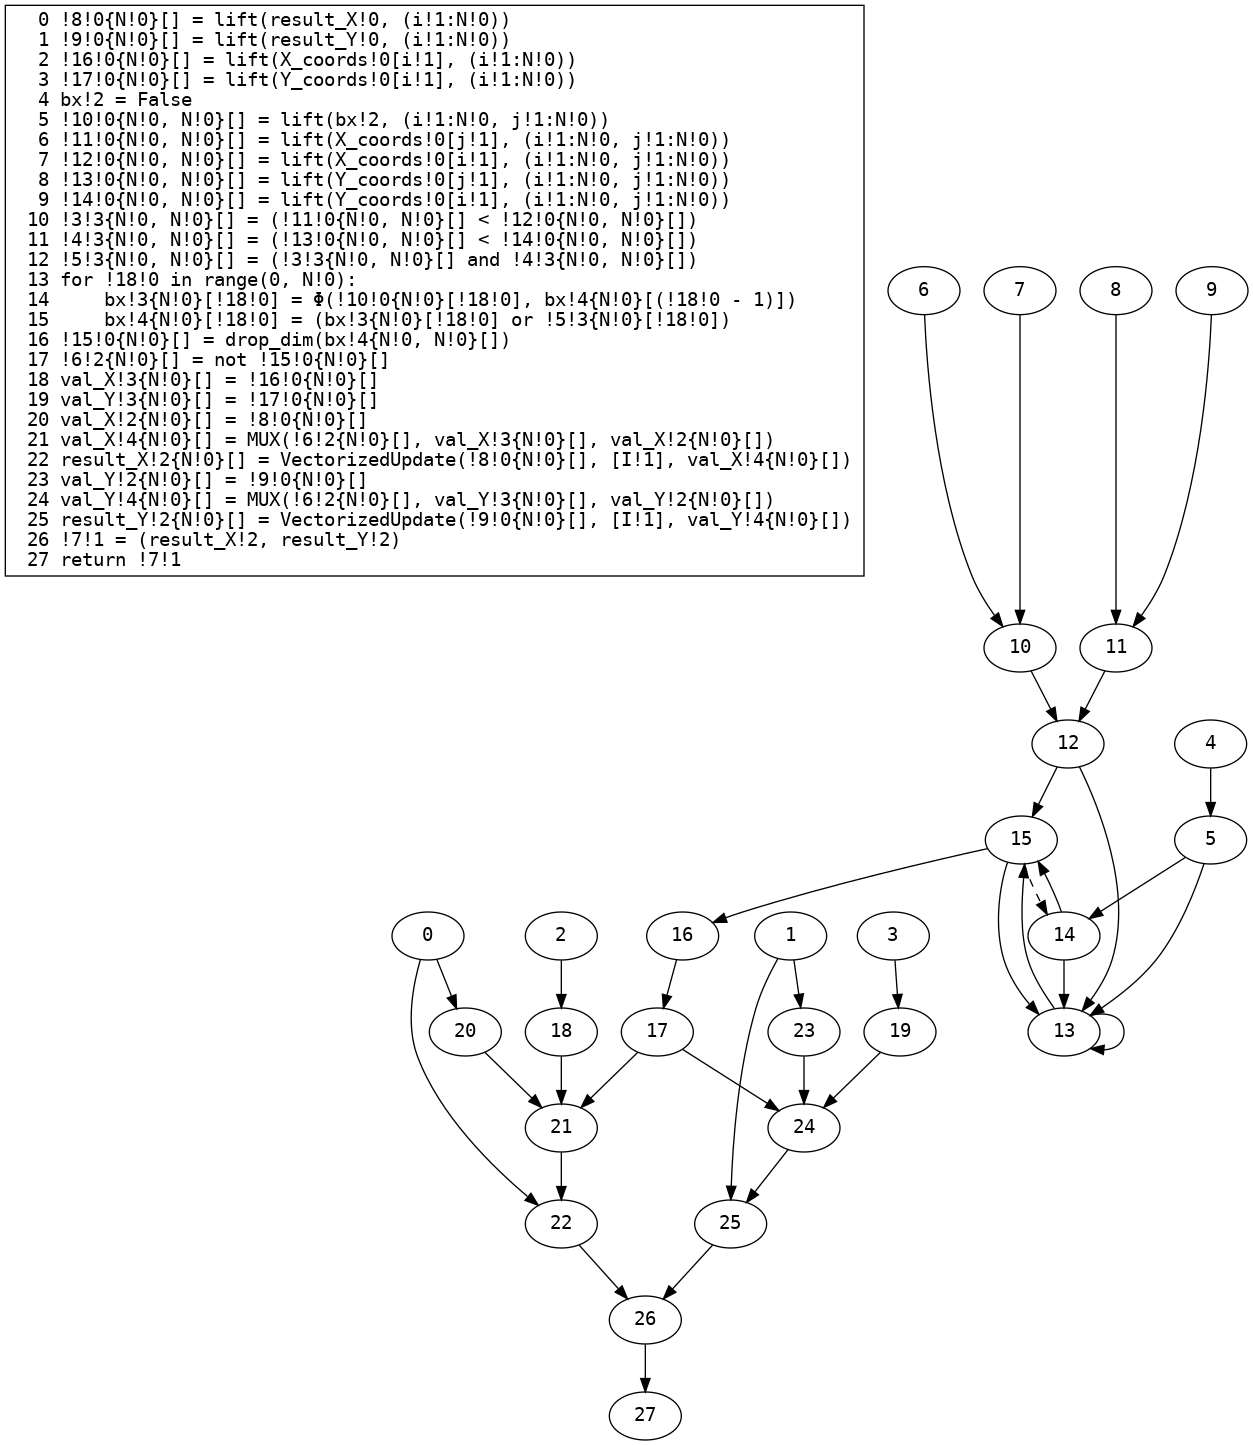 0 !8!0{N!0}[] = lift(result_X!0, (i!1:N!0))
1 !9!0{N!0}[] = lift(result_Y!0, (i!1:N!0))
2 !16!0{N!0}[] = lift(X_coords!0[i!1], (i!1:N!0))
3 !17!0{N!0}[] = lift(Y_coords!0[i!1], (i!1:N!0))
4 bx!2 = False
5 !10!0{N!0, N!0}[] = lift(bx!2, (i!1:N!0, j!1:N!0))
6 !11!0{N!0, N!0}[] = lift(X_coords!0[j!1], (i!1:N!0, j!1:N!0))
7 !12!0{N!0, N!0}[] = lift(X_coords!0[i!1], (i!1:N!0, j!1:N!0))
8 !13!0{N!0, N!0}[] = lift(Y_coords!0[j!1], (i!1:N!0, j!1:N!0))
9 !14!0{N!0, N!0}[] = lift(Y_coords!0[i!1], (i!1:N!0, j!1:N!0))
10 !3!3{N!0, N!0}[] = (!11!0{N!0, N!0}[] < !12!0{N!0, N!0}[])
11 !4!3{N!0, N!0}[] = (!13!0{N!0, N!0}[] < !14!0{N!0, N!0}[])
12 !5!3{N!0, N!0}[] = (!3!3{N!0, N!0}[] and !4!3{N!0, N!0}[])
13 for !18!0 in range(0, N!0):
14     bx!3{N!0}[!18!0] = Φ(!10!0{N!0}[!18!0], bx!4{N!0}[(!18!0 - 1)])
15     bx!4{N!0}[!18!0] = (bx!3{N!0}[!18!0] or !5!3{N!0}[!18!0])
16 !15!0{N!0}[] = drop_dim(bx!4{N!0, N!0}[])
17 !6!2{N!0}[] = not !15!0{N!0}[]
18 val_X!3{N!0}[] = !16!0{N!0}[]
19 val_Y!3{N!0}[] = !17!0{N!0}[]
20 val_X!2{N!0}[] = !8!0{N!0}[]
21 val_X!4{N!0}[] = MUX(!6!2{N!0}[], val_X!3{N!0}[], val_X!2{N!0}[])
22 result_X!2{N!0}[] = VectorizedUpdate(!8!0{N!0}[], [I!1], val_X!4{N!0}[])
23 val_Y!2{N!0}[] = !9!0{N!0}[]
24 val_Y!4{N!0}[] = MUX(!6!2{N!0}[], val_Y!3{N!0}[], val_Y!2{N!0}[])
25 result_Y!2{N!0}[] = VectorizedUpdate(!9!0{N!0}[], [I!1], val_Y!4{N!0}[])
26 !7!1 = (result_X!2, result_Y!2)
27 return !7!1
6 7 8 9
10 11
12 4
15 5
0 2 16 1 3 14
20 18 17 23 19 13
21 24
22 25
26
27